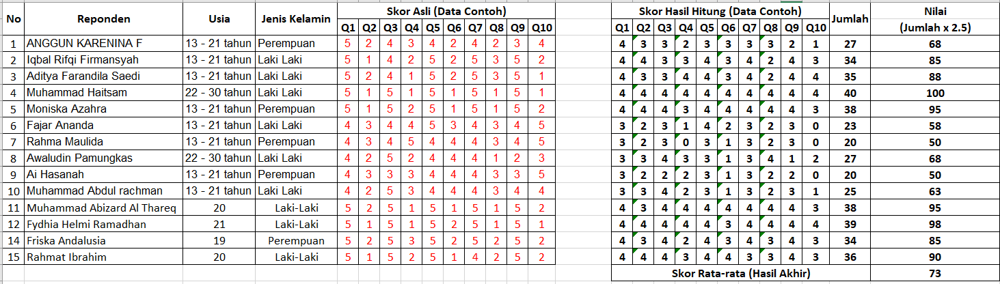 No Reponden Usia Jenis Kelamin Skor Asli (Data Contoh) Skor Hasil Hitung (Data Contoh) Jumlah Nilai
Q1 Q2 Q3 Q4 Q5 Q6 Q7 Q8 Q9 Q10 Q1 Q2 Q3 Q4 Q5 Q6 Q7 Q8 Q9 Q10 (Jumlah x 2.5)
1 ANGGUN KARENINA F 13 - 21 tahun Perempuan 5 2 4 3 4 2 4 2 3 4 4 3 3 2 3 3 3 3 2 1 27 68
2 Iqbal Rifqi Firmansyah 13 - 21 tahun Laki Laki 5 1 4 2 5 2 5 3 5 2 4 4 3 3 4 3 4 2 4 3 34 85
3 Aditya Farandila Saedi 13 - 21 tahun Laki Laki 5 2 4 1 5 2 5 3 5 1 4 3 3 4 4 3 4 2 4 4 35 88
4 Muhammad Haitsam 22 - 30 tahun Laki Laki 5 1 5 1 5 1 5 1 5 1 4 4 4 4 4 4 4 4 4 4 40 100
5 Moniska Azahra 13 - 21 tahun Perempuan 5 1 5 2 5 1 5 1 5 2 4 4 4 3 4 4 4 4 4 3 38 95
6 Fajar Ananda 13 - 21 tahun Laki Laki 4 3 4 4 5 3 4 3 4 5 3 2 3 1 4 2 3 2 3 0 23 58
7 Rahma Maulida 13 - 21 tahun Perempuan 4 3 4 5 4 4 4 3 4 5 3 2 3 0 3 1 3 2 3 0 20 50
8 Awaludin Pamungkas 22 - 30 tahun Laki Laki 4 2 5 2 4 4 4 1 2 3 3 3 4 3 3 1 3 4 1 2 27 68
9 Ai Hasanah 13 - 21 tahun Perempuan 4 3 3 3 4 4 4 3 3 5 3 2 2 2 3 1 3 2 2 0 20 50
10 Muhammad Abdul rachman 13 - 21 tahun Laki Laki 4 2 5 3 4 4 4 3 4 4 3 3 4 2 3 1 3 2 3 1 25 63
11 Muhammad Abizard Al Thareq 20 Laki-Laki 5 2 5 1 5 1 5 1 5 2 4 3 4 4 4 4 4 4 4 3 38 95
12 Fydhia Helmi Ramadhan 21 Laki-Laki 5 1 5 1 5 2 5 1 5 1 4 4 4 4 4 3 4 4 4 4 39 98
14 Friska Andalusia 19 Perempuan 5 2 5 3 5 2 5 2 5 2 4 3 4 2 4 3 4 3 4 3 34 85
15 Rahmat Ibrahim 20 Laki-Laki 5 1 5 2 5 1 4 2 5 2 4 4 4 3 4 4 3 3 4 3 36 90
Skor Rata-rata (Hasil Akhir) 73